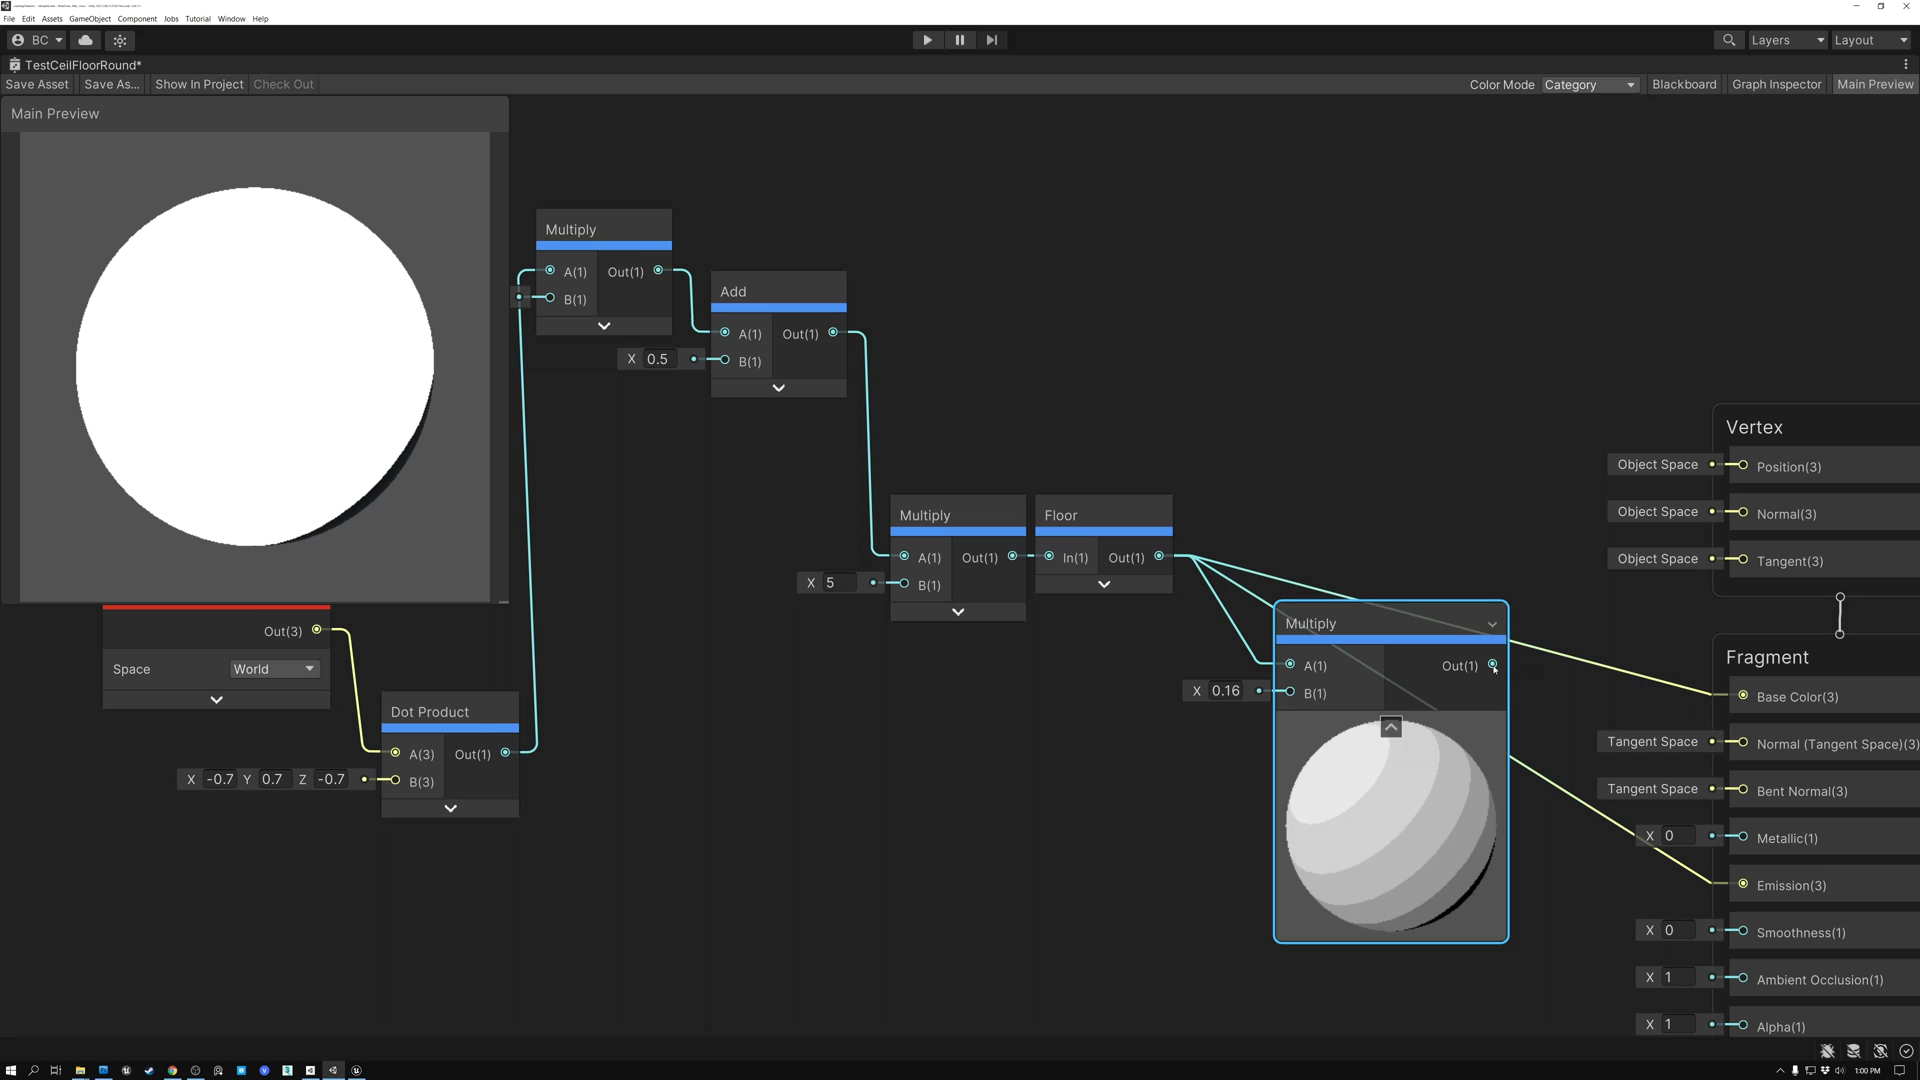 File Edit Assets GameObject Component Jobs Tutorial Window Help
BC
Layers
Layout
TestCeilFloorRound*
Save Asset
Save As...
Show In Project
Check Out
Color Mode
Category
Blackboard
Graph Inspector
Main Preview
Main Preview
Multiply
A(1)
Out(1)
B(1)
Add
A(1)
Out(1)
X 0.5
B(1)
Vertex
Object Space
Position(3)
Object Space
Normal(3)
Object Space
Tangent(3)
Multiply
A(1)
Out(1)
X 5
B(1)
Floor
In(1)
Out(1)
Multiply
A(1)
Out(1)
X 0.16
B(1)
Out(3)
Space
World
Dot Product
A(3)
Out(1)
X -0.7 Y 0.7 Z -0.7
B(3)
Fragment
Base Color(3)
Tangent Space
Normal (Tangent Space)(3)
Tangent Space
Bent Normal(3)
X 0
Metallic(1)
Emission(3)
X 0
Smoothness(1)
X 1
Ambient Occlusion(1)
X 1
Alpha(1)
1:00 PM